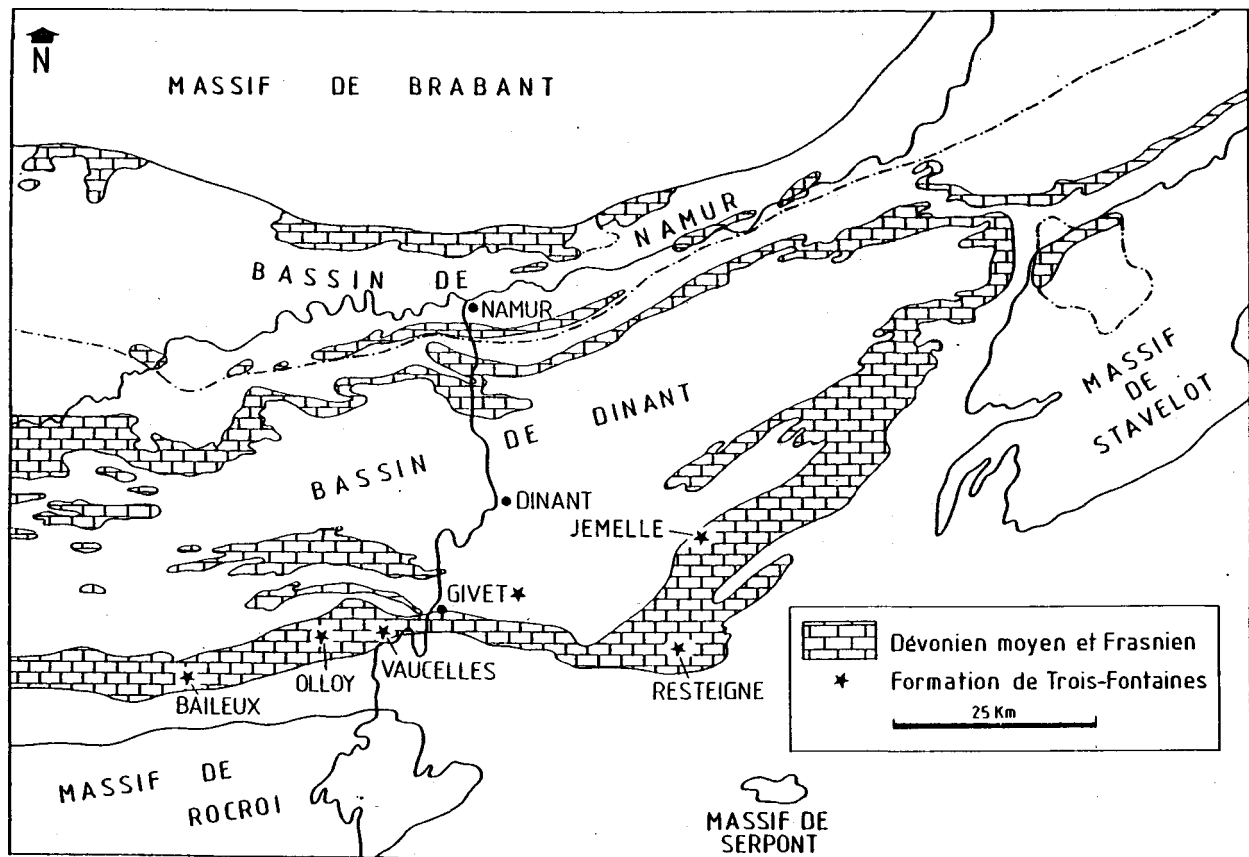 N
MASSIF DE BRABANT
BASSIN DE NAMUR
NAMUR
BASSIN DE DINANT
DINANT
MASSIF
DE
STAVELOT
JEMELLE
GIVET
VAUCELLES
OLLOY
BAILEUX
RESTEIGNE
Dévonien moyen et Frasnien
Formation de Trois-Fontaines
25 Km
MASSIF DE
ROCROI
MASSIF DE
SERPONT